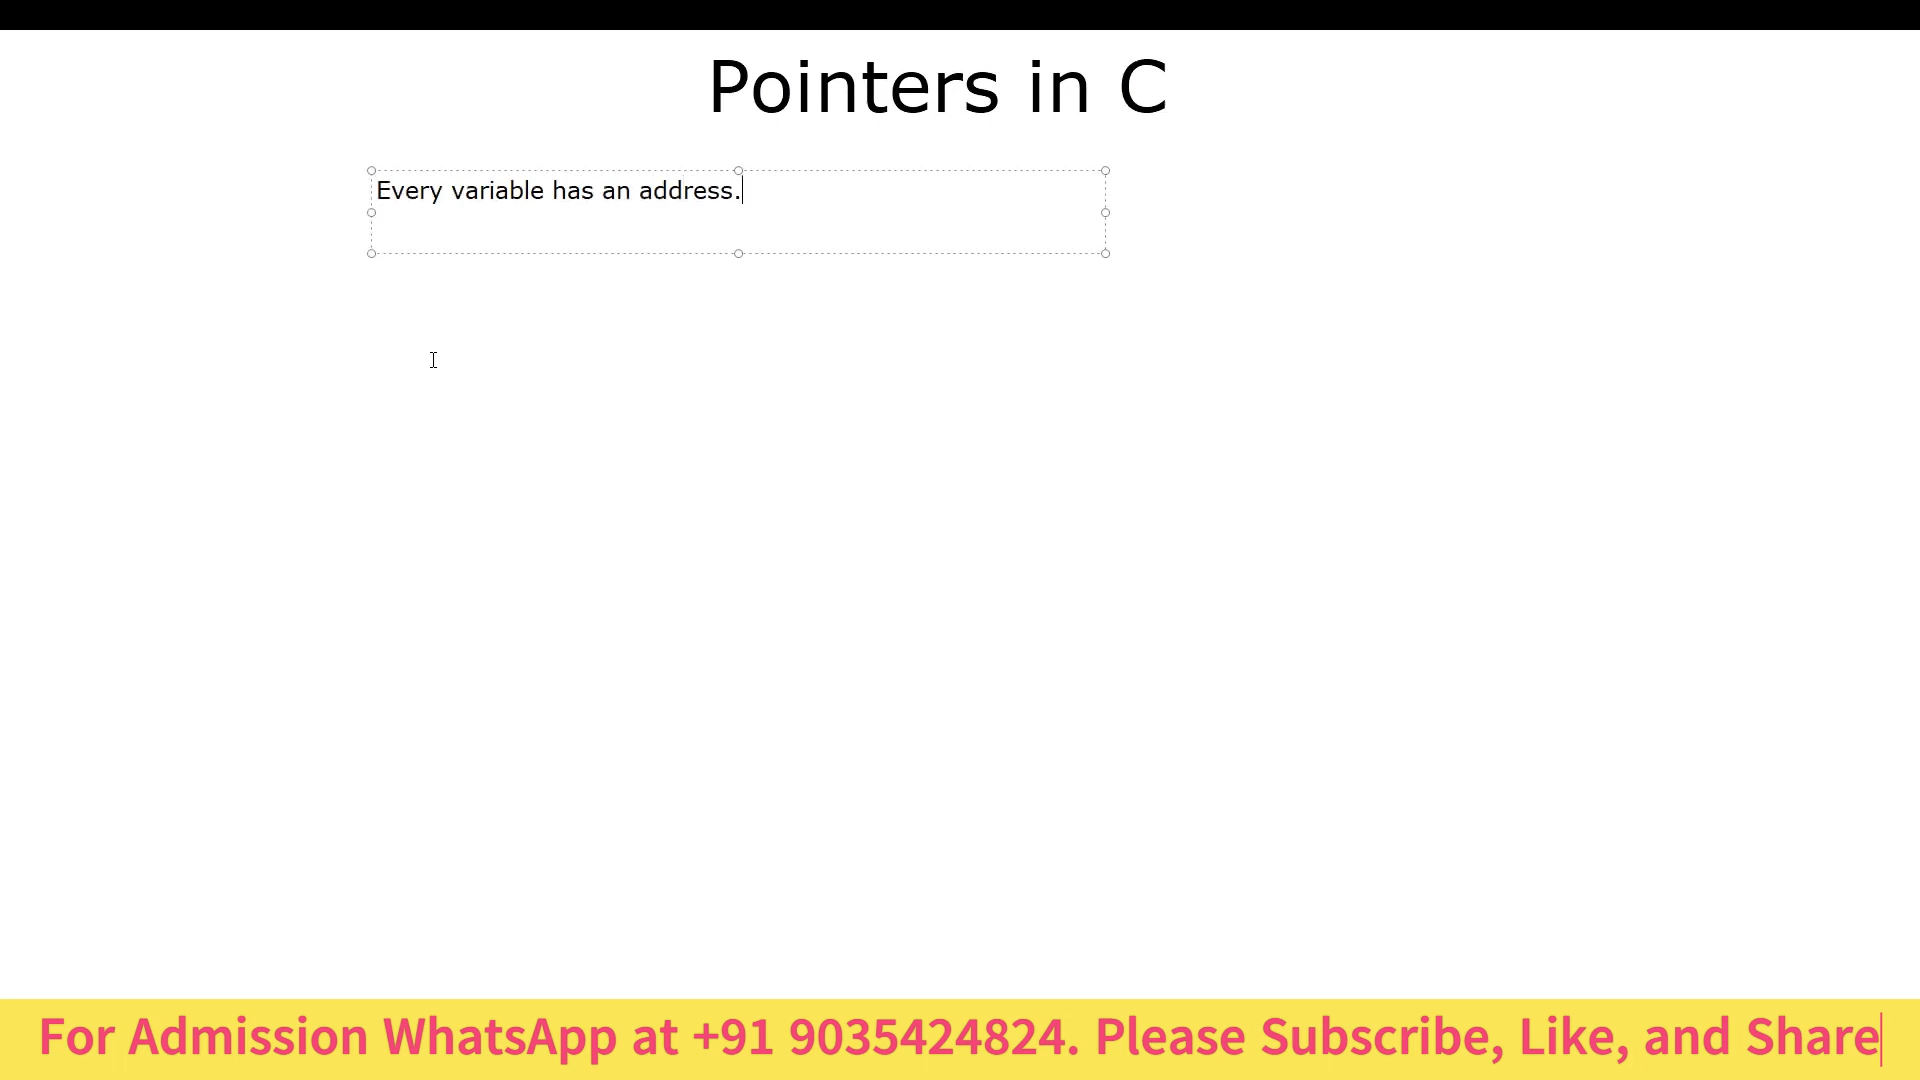 Pointers in C
Every variable has an address.
For Admission WhatsApp at +91 9035424824. Please Subscribe, Like, and Share